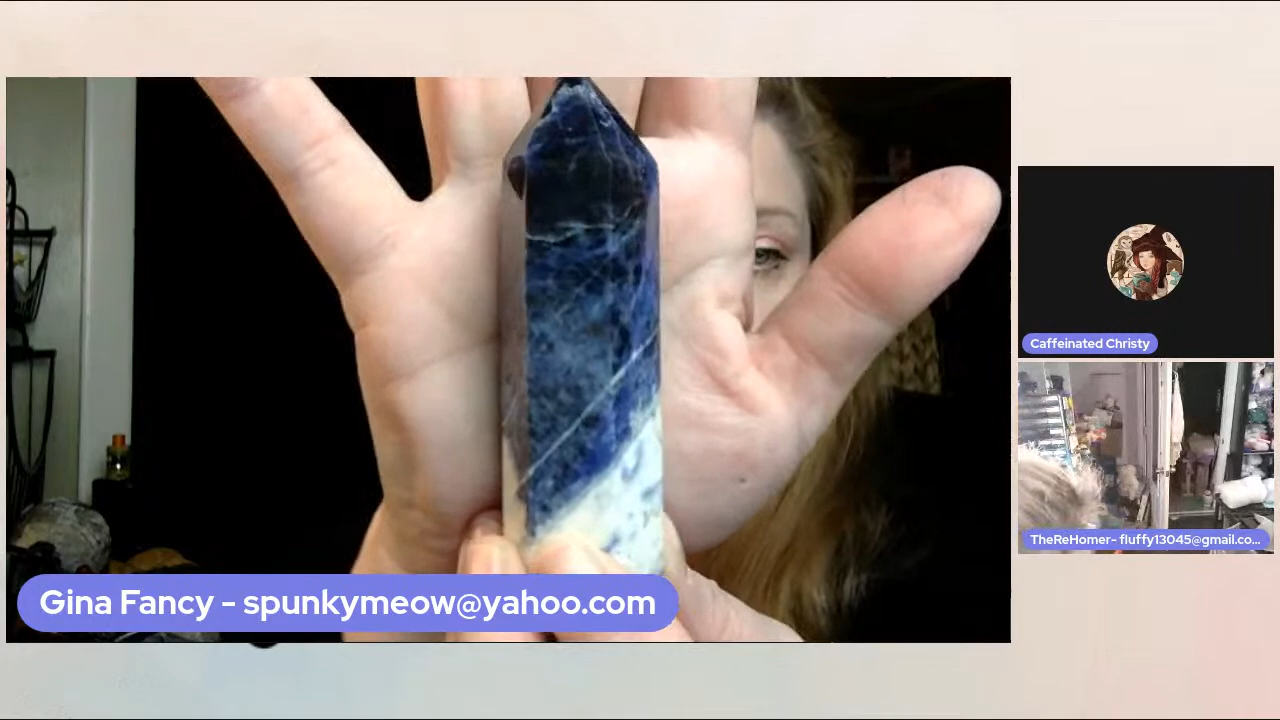 Gina Fancy - spunkymeow@yahoo.com
Caffeinated Christy
TheReHomer- fluffy13045@gmail.co...